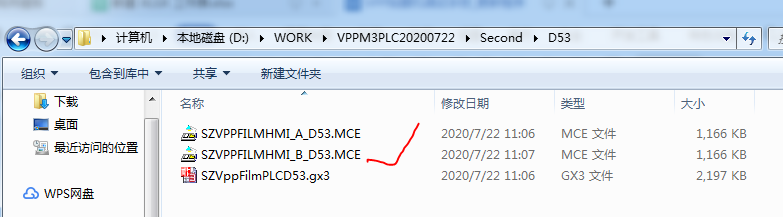 计算机 ▸ 本地磁盘 (D:) ▸ WORK ▸ VPPM3PLC20200722 ▸ Second ▸ D53
组织 包含到库中 共享 新建文件夹
下载
桌面
最近访问的位置
WPS网盘
名称 修改日期 类型 大小
SZVPPFILMHMI_A_D53.MCE 2020/7/22 11:06 MCE 文件 1,166 KB
SZVPPFILMHMI_B_D53.MCE 2020/7/22 11:07 MCE 文件 1,166 KB
SZVppFilmPLCD53.gx3 2020/7/22 11:06 GX3 文件 2,197 KB